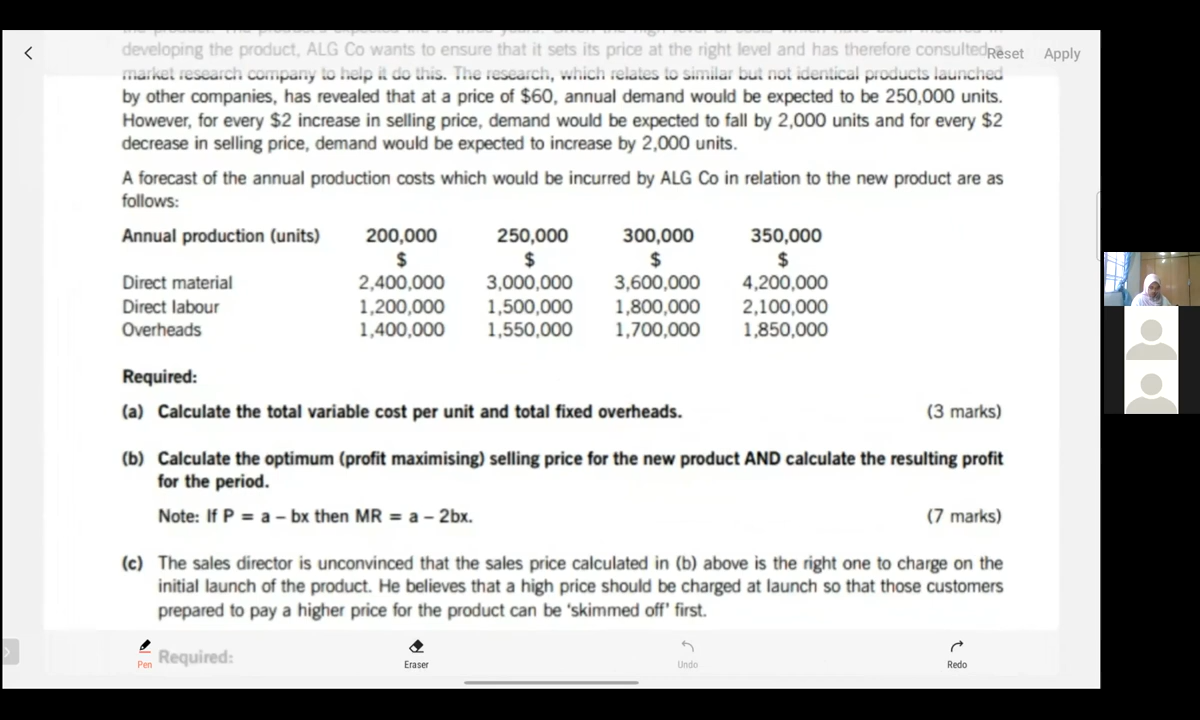 developing the product, ALG Co wants to ensure that it sets its price at the right level and has therefore consulted a
Reset Apply
market research company to help it do this. The research, which relates to similar but not identical products launched
by other companies, has revealed that at a price of $60, annual demand would be expected to be 250,000 units.
However, for every $2 increase in selling price, demand would be expected to fall by 2,000 units and for every $2
decrease in selling price, demand would be expected to increase by 2,000 units.
A forecast of the annual production costs which would be incurred by ALG Co in relation to the new product are as
follows:
Annual production (units) 200,000 250,000 300,000 350,000
$ $ $ $
Direct material 2,400,000 3,000,000 3,600,000 4,200,000
Direct labour 1,200,000 1,500,000 1,800,000 2,100,000
Overheads 1,400,000 1,550,000 1,700,000 1,850,000
Required:
(a) Calculate the total variable cost per unit and total fixed overheads. (3 marks)
(b) Calculate the optimum (profit maximising) selling price for the new product AND calculate the resulting profit
for the period.
Note: If P = a – bx then MR = a – 2bx. (7 marks)
(c) The sales director is unconvinced that the sales price calculated in (b) above is the right one to charge on the
initial launch of the product. He believes that a high price should be charged at launch so that those customers
prepared to pay a higher price for the product can be ‘skimmed off’ first.
Required:
Pen Eraser Undo Redo